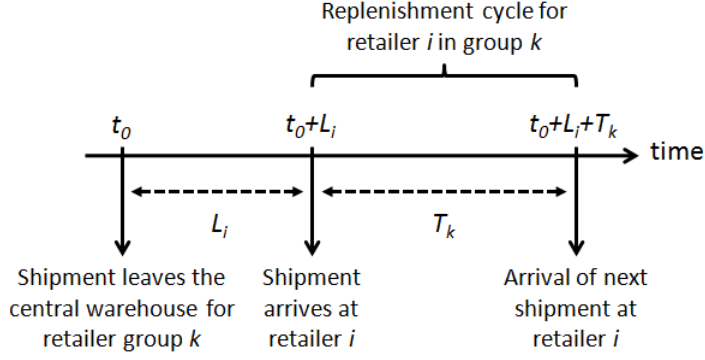 Replenishment cycle for
retailer i in group k
t₀
t₀+Lᵢ
t₀+Lᵢ+Tₖ
time
Lᵢ
Tₖ
Shipment leaves the
central warehouse for
retailer group k
Shipment
arrives at
retailer i
Arrival of next
shipment at
retailer i